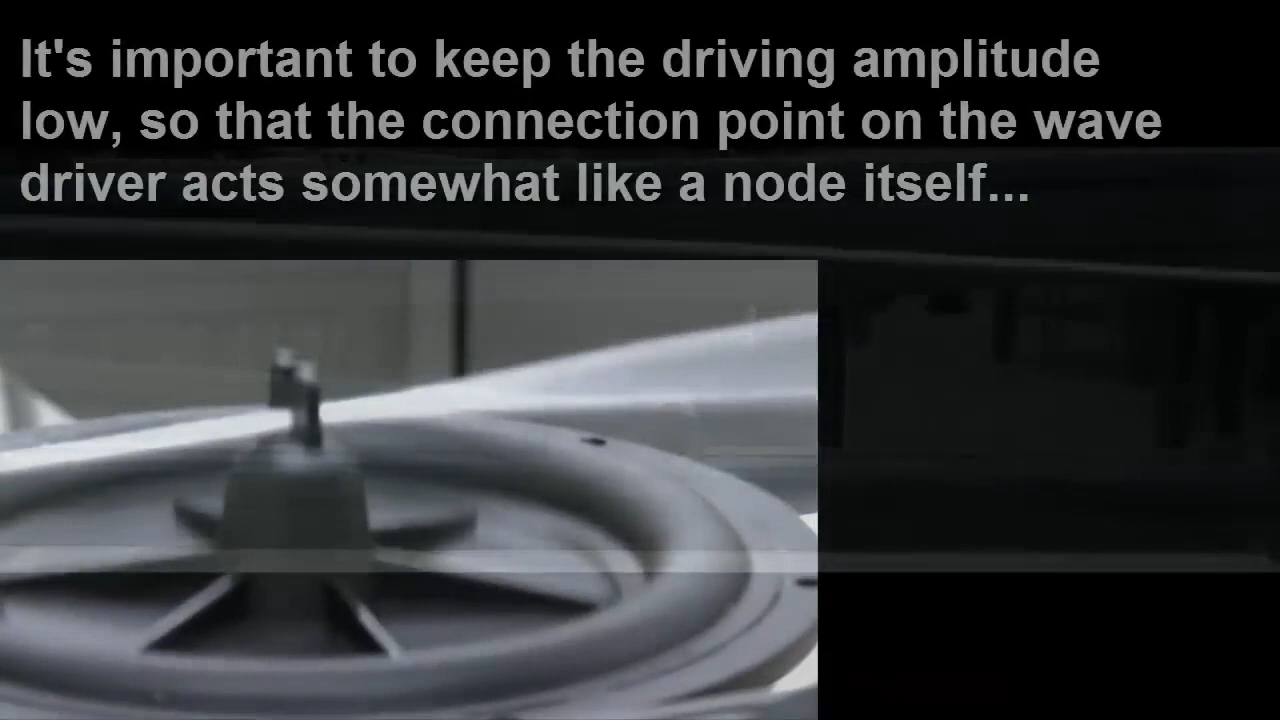 It's important to keep the driving amplitude
low, so that the connection point on the wave
driver acts somewhat like a node itself...